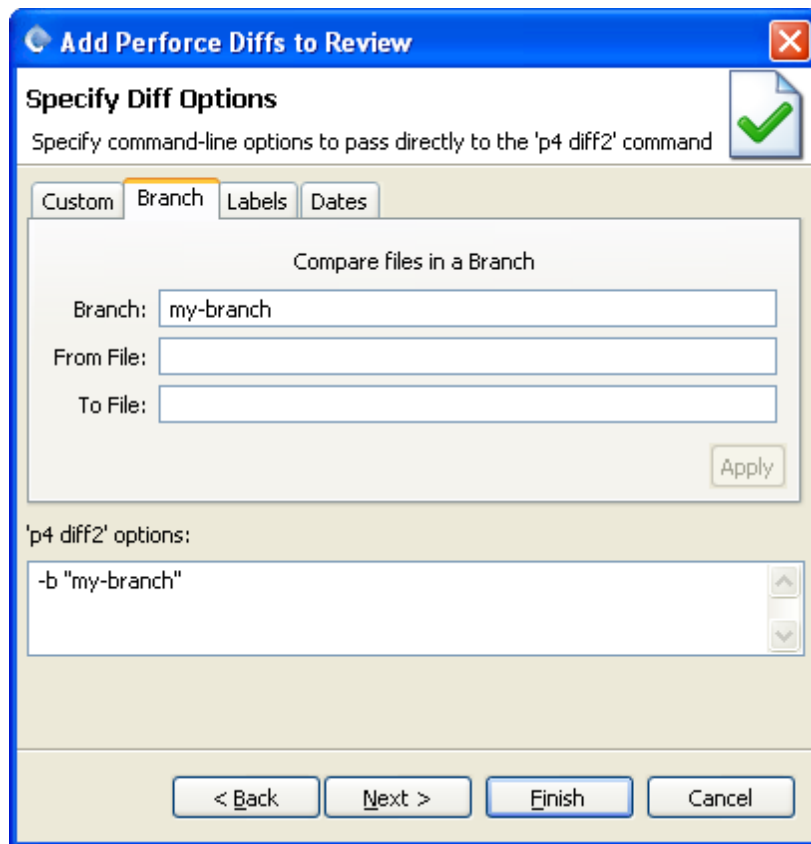 Add Perforce Diffs to Review
Specify Diff Options
Specify command-line options to pass directly to the 'p4 diff2' command
Custom Branch Labels Dates
Compare files in a Branch
Branch: my-branch
From File:
To File:
Apply
'p4 diff2' options:
-b "my-branch"
< Back Next > Finish Cancel